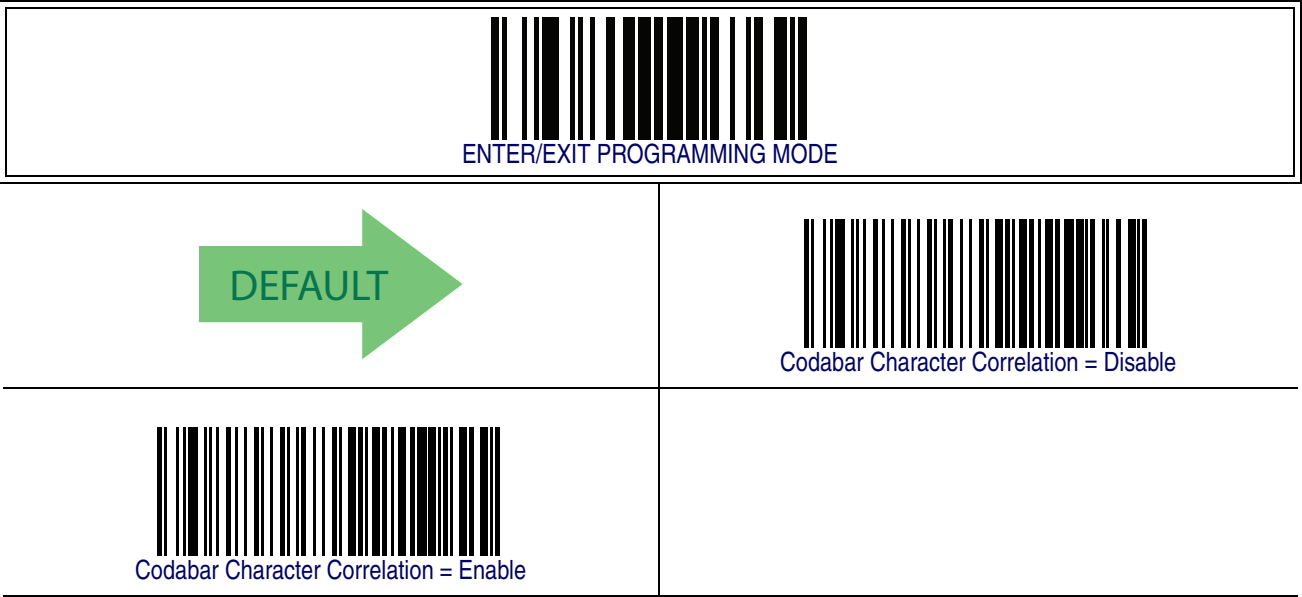 ENTER/EXIT PROGRAMMING MODE
DEFAULT
Codabar Character Correlation = Disable
Codabar Character Correlation = Enable